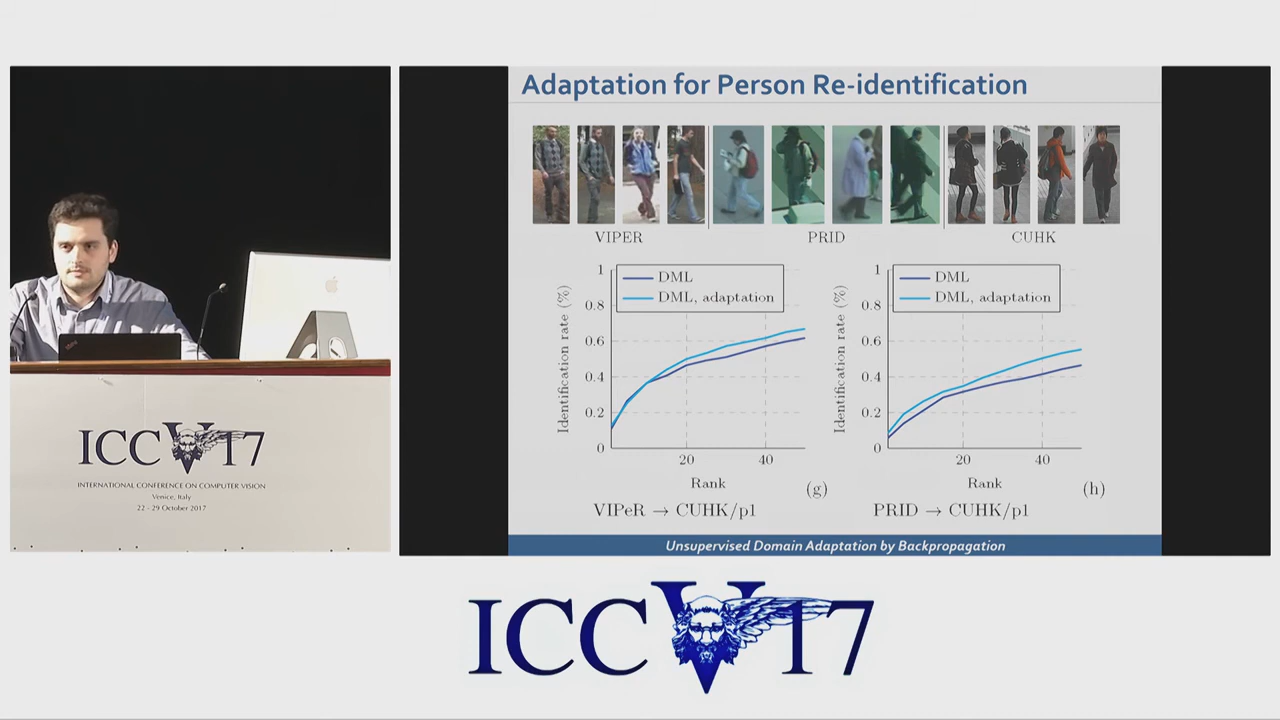 Adaptation for Person Re-identification
VIPER
PRID
CUHK
1
0.8
0.6
0.4
0.2
0
DML
DML, adaptation
Identification rate (%)
20
40
Rank
(g)
VIPeR → CUHK/p1
1
0.8
0.6
0.4
0.2
0
DML
DML, adaptation
Identification rate (%)
20
40
Rank
(h)
PRID → CUHK/p1
Unsupervised Domain Adaptation by Backpropagation
ICCV17
INTERNATIONAL CONFERENCE ON COMPUTER VISION
Venice, Italy
22 - 29 October 2017
ICCV17